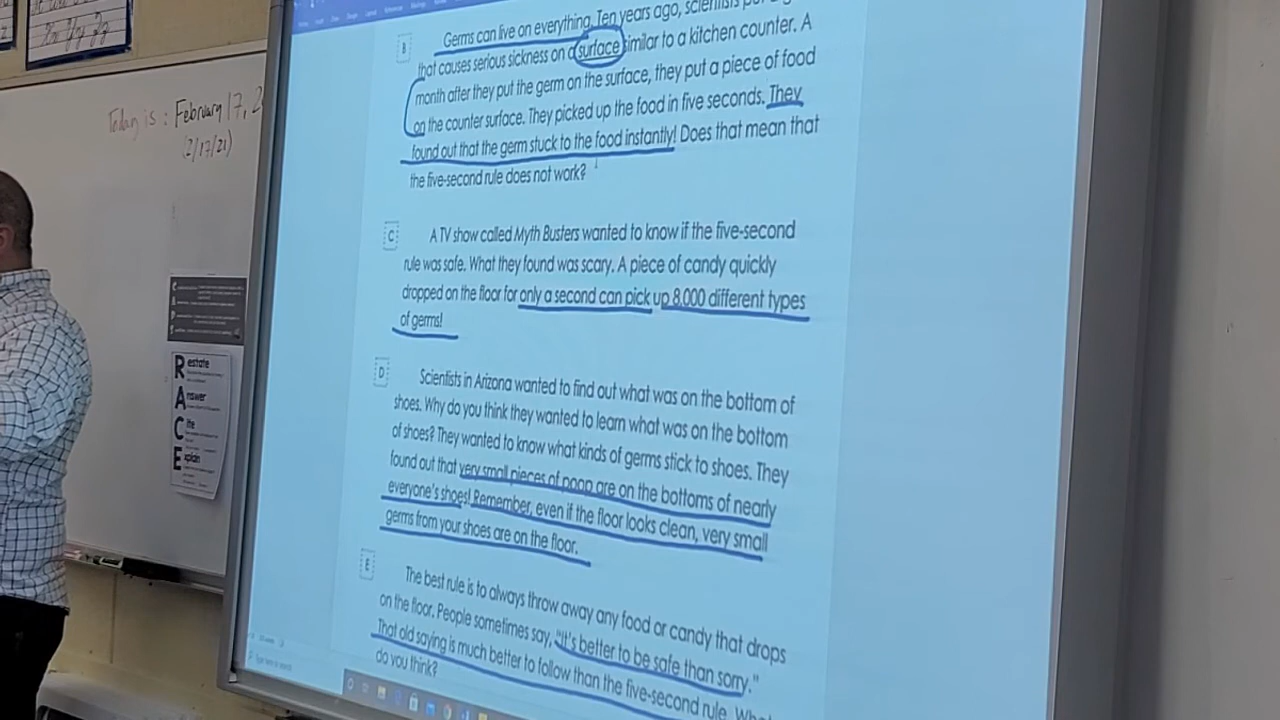 Today is : February 17,
(2/17/21)
Restate
Answer
Cite
Explain
B
Germs can live on everything. Ten years ago, scientists
that causes serious sickness on a surface similar to a kitchen counter. A
month after they put the germ on the surface, they put a piece of food
on the counter surface. They picked up the food in five seconds. They
found out that the germ stuck to the food instantly! Does that mean that
the five-second rule does not work?
C
A TV show called Myth Busters wanted to know if the five-second
rule was safe. What they found was scary. A piece of candy quickly
dropped on the floor for only a second can pick up 8,000 different types
of germs!
D
Scientists in Arizona wanted to find out what was on the bottom of
shoes. Why do you think they wanted to learn what was on the bottom
of shoes? They wanted to know what kinds of germs stick to shoes. They
found out that very small pieces of poop are on the bottoms of nearly
everyone's shoes! Remember, even if the floor looks clean, very small
germs from your shoes are on the floor.
E
The best rule is to always throw away any food or candy that drops
on the floor. People sometimes say, "It's better to be safe than sorry."
That old saying is much better to follow than the five-second rule.
do you think?